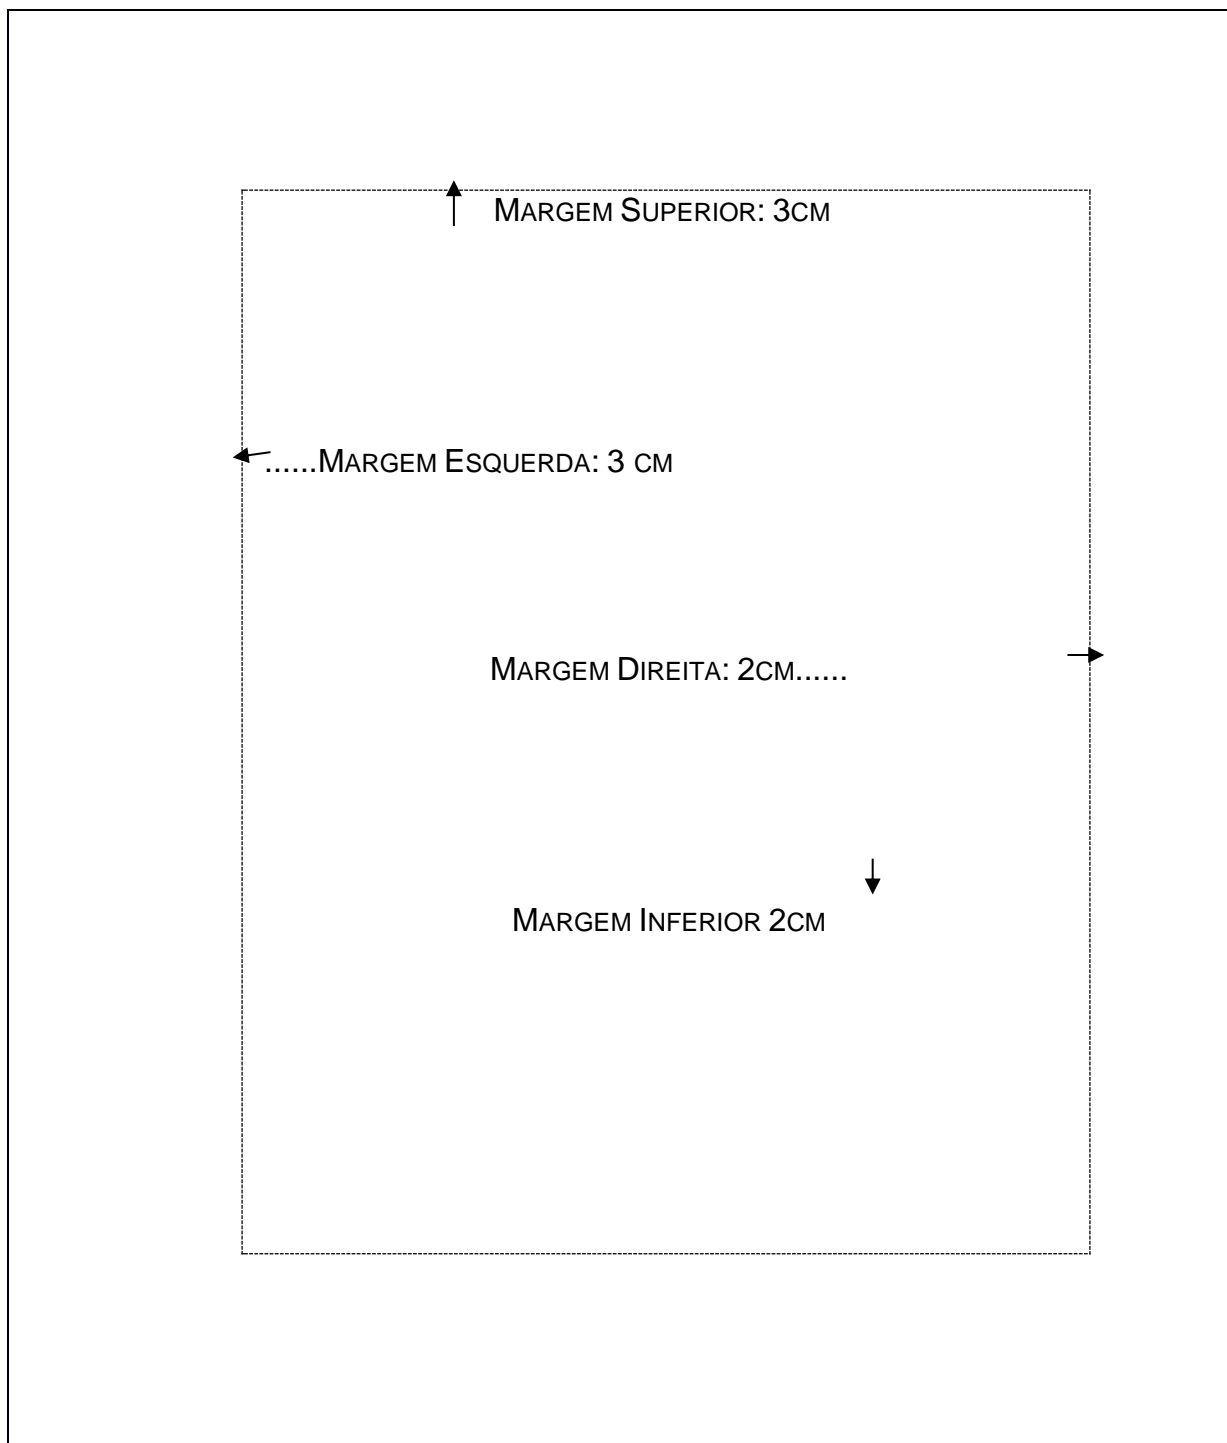 MARGEM SUPERIOR: 3CM
......MARGEM ESQUERDA: 3 CM
MARGEM DIREITA: 2CM......
MARGEM INFERIOR 2CM